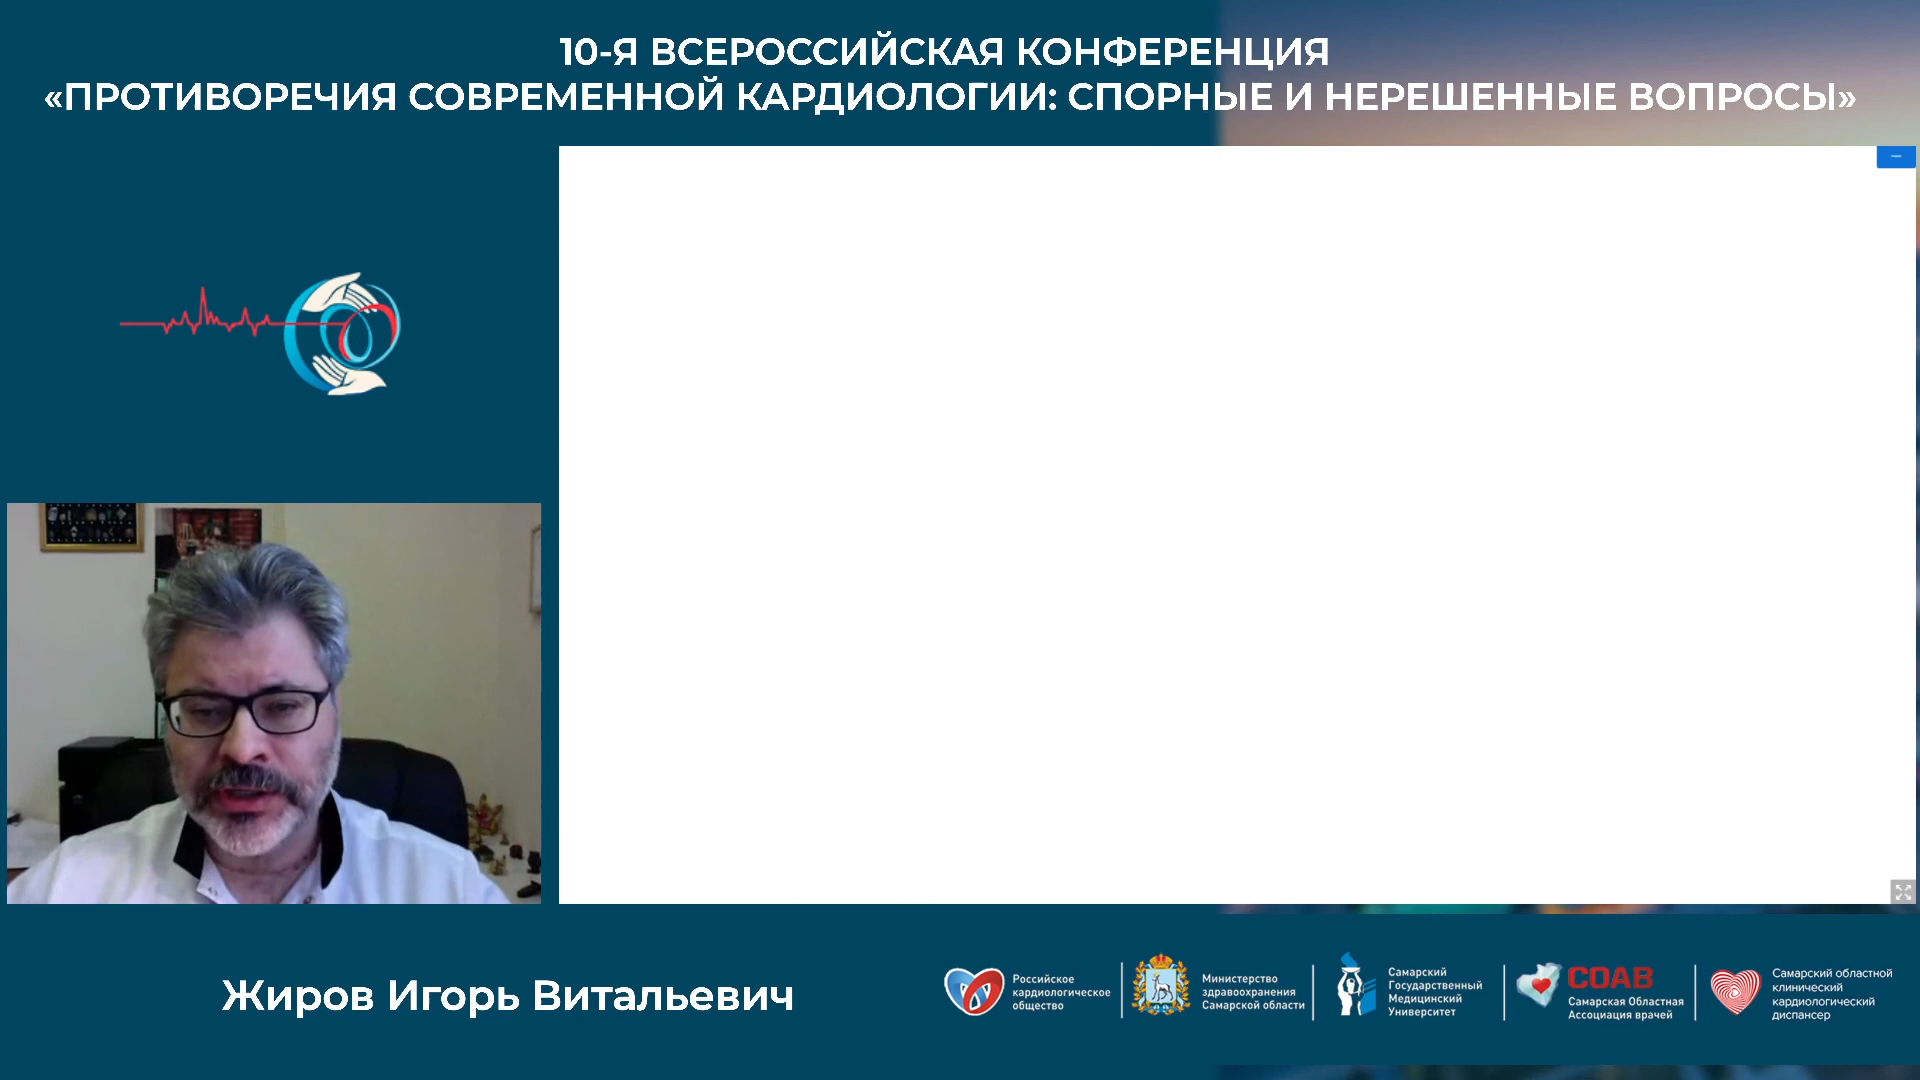 10-Я ВСЕРОССИЙСКАЯ КОНФЕРЕНЦИЯ
«ПРОТИВОРЕЧИЯ СОВРЕМЕННОЙ КАРДИОЛОГИИ: СПОРНЫЕ И НЕРЕШЕННЫЕ ВОПРОСЫ»
Жиров Игорь Витальевич
Российское
кардиологическое
общество
Министерство
здравоохранения
Самарской области
Самарский
Государственный
Медицинский
Университет
СОАВ
Самарская Областная
Ассоциация врачей
Самарский областной
клинический
кардиологический
диспансер